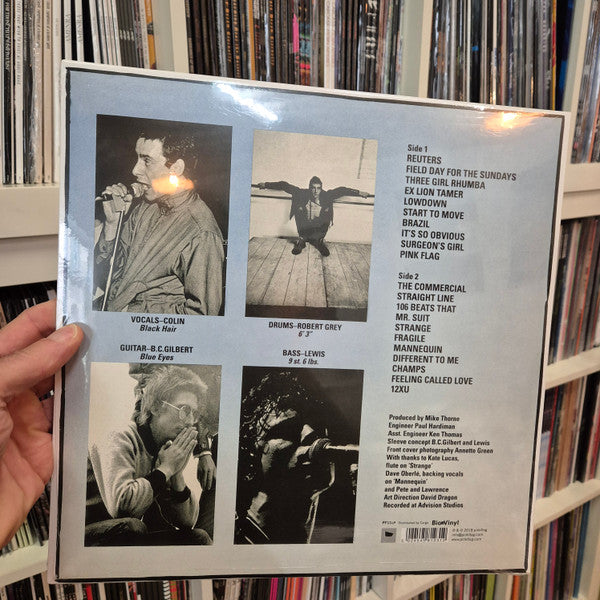 Side 1
REUTERS
FIELD DAY FOR THE SUNDAYS
THREE GIRL RHUMBA
EX LION TAMER
LOWDOWN
START TO MOVE
BRAZIL
IT'S SO OBVIOUS
SURGEON'S GIRL
PINK FLAG
Side 2
THE COMMERCIAL
STRAIGHT LINE
106 BEATS THAT
MR. SUIT
STRANGE
FRAGILE
MANNEQUIN
DIFFERENT TO ME
CHAMPS
FEELING CALLED LOVE
12XU
VOCALS–COLIN
Black Hair
DRUMS–ROBERT GREY
6' 3"
GUITAR–B.C.GILBERT
Blue Eyes
BASS–LEWIS
9 st. 6 lbs.
Produced by Mike Thorne
Engineer Paul Hardiman
Asst. Engineer Ken Thomas
Sleeve concept B.C.Gilbert and Lewis
Front cover photography Annette Green
With thanks to Kate Lucas,
flute on 'Strange'
Dave Oberlé, backing vocals
on 'Mannequin'
and Pete and Lawrence
Art Direction David Dragon
Recorded at Advision Studios
BioVinyl